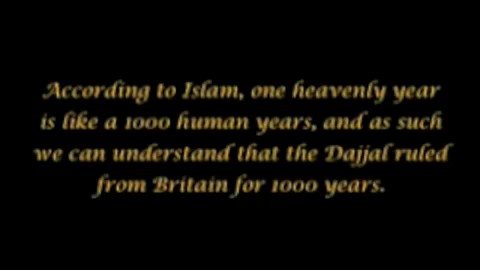 According to Islam, one heavenly year
is like a 1000 human years, and as such
we can understand that the Dajjal ruled
from Britain for 1000 years.